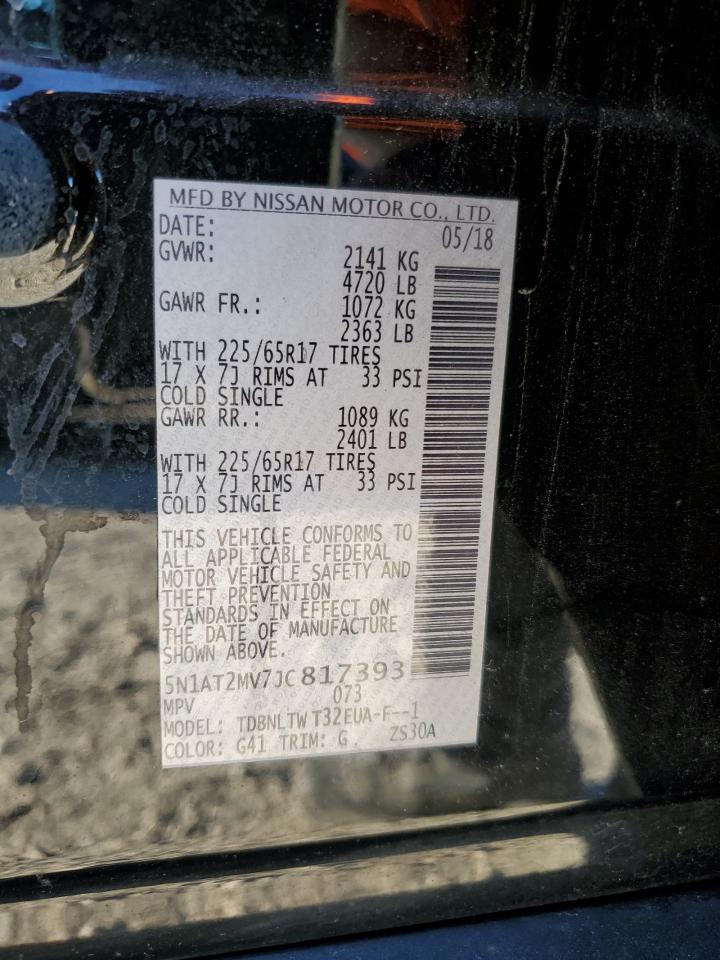 MFD BY NISSAN MOTOR CO., LTD.
DATE: 05/18
GVWR: 2141 KG
4720 LB
GAWR FR.: 1072 KG
2363 LB
WITH 225/65R17 TIRES
17 X 7J RIMS AT 33 PSI
COLD SINGLE
GAWR RR.: 1089 KG
2401 LB
WITH 225/65R17 TIRES
17 X 7J RIMS AT 33 PSI
COLD SINGLE
THIS VEHICLE CONFORMS TO
ALL APPLICABLE FEDERAL
MOTOR VEHICLE SAFETY AND
THEFT PREVENTION
STANDARDS IN EFFECT ON
THE DATE OF MANUFACTURE
SHOWN ABOVE.
5N1AT2MV7JC817393
MPV 073
MODEL: TDBNLTW T32EUA-F--1
COLOR: G41 TRIM: G ZS30A